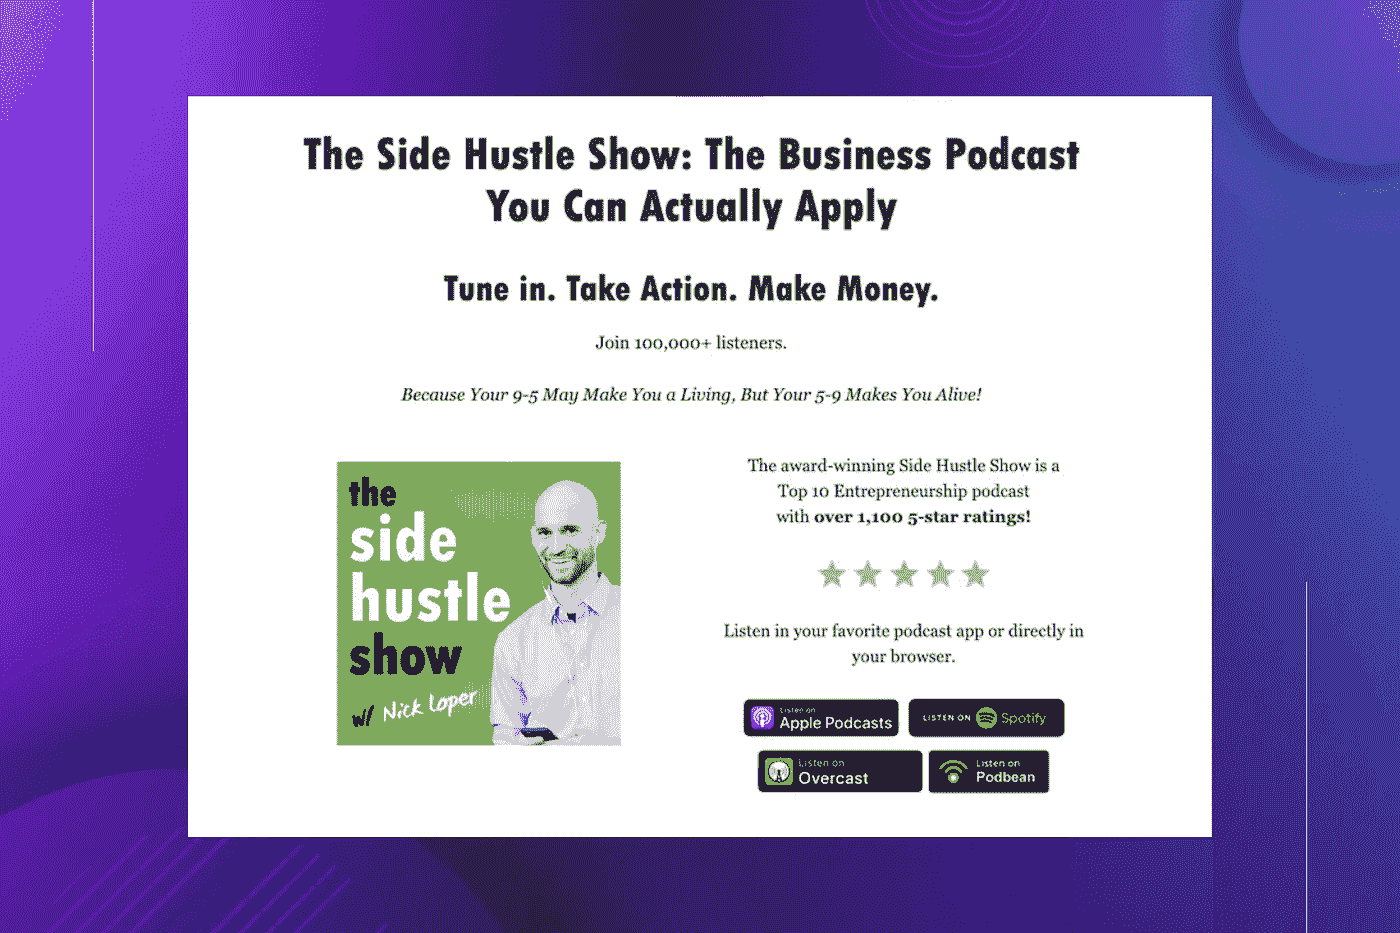 The Side Hustle Show: The Business Podcast
You Can Actually Apply
Tune in. Take Action. Make Money.
Join 100,000+ listeners.
Because Your 9-5 May Make You a Living, But Your 5-9 Makes You Alive!
the
side
hustle
show
w/ Nick Loper
The award-winning Side Hustle Show is a
Top 10 Entrepreneurship podcast
with over 1,100 5-star ratings!
Listen in your favorite podcast app or directly in
your browser.
Listen on
Apple Podcasts
LISTEN ON Spotify
Listen on
Overcast
Listen on
Podbean